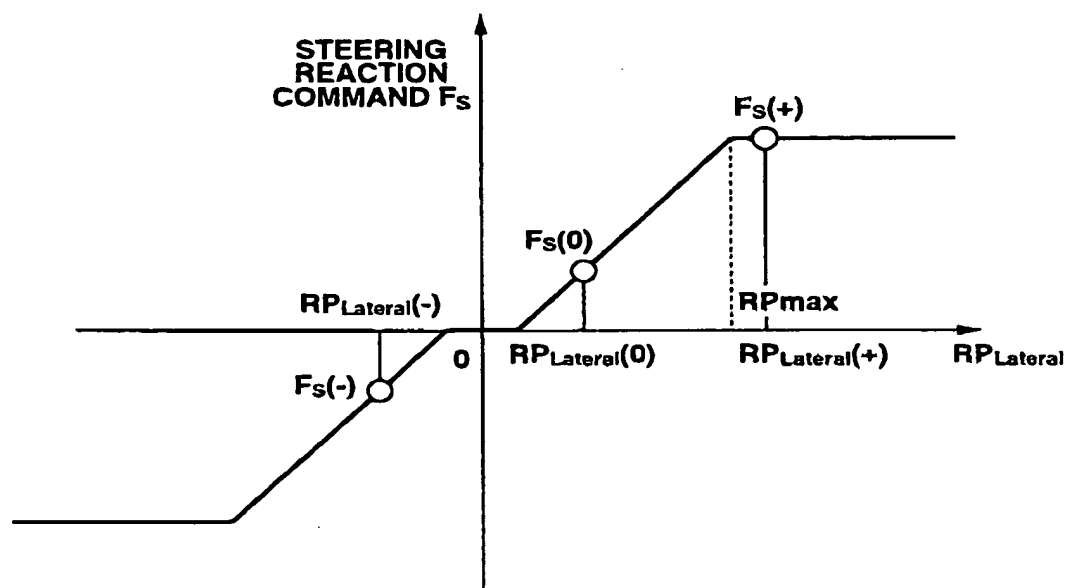 STEERING
REACTION
COMMAND FS
FS(+)
FS(0)
RPLateral(-)
RPmax
0
RPLateral(0)
RPLateral(+)
RPLateral
FS(-)